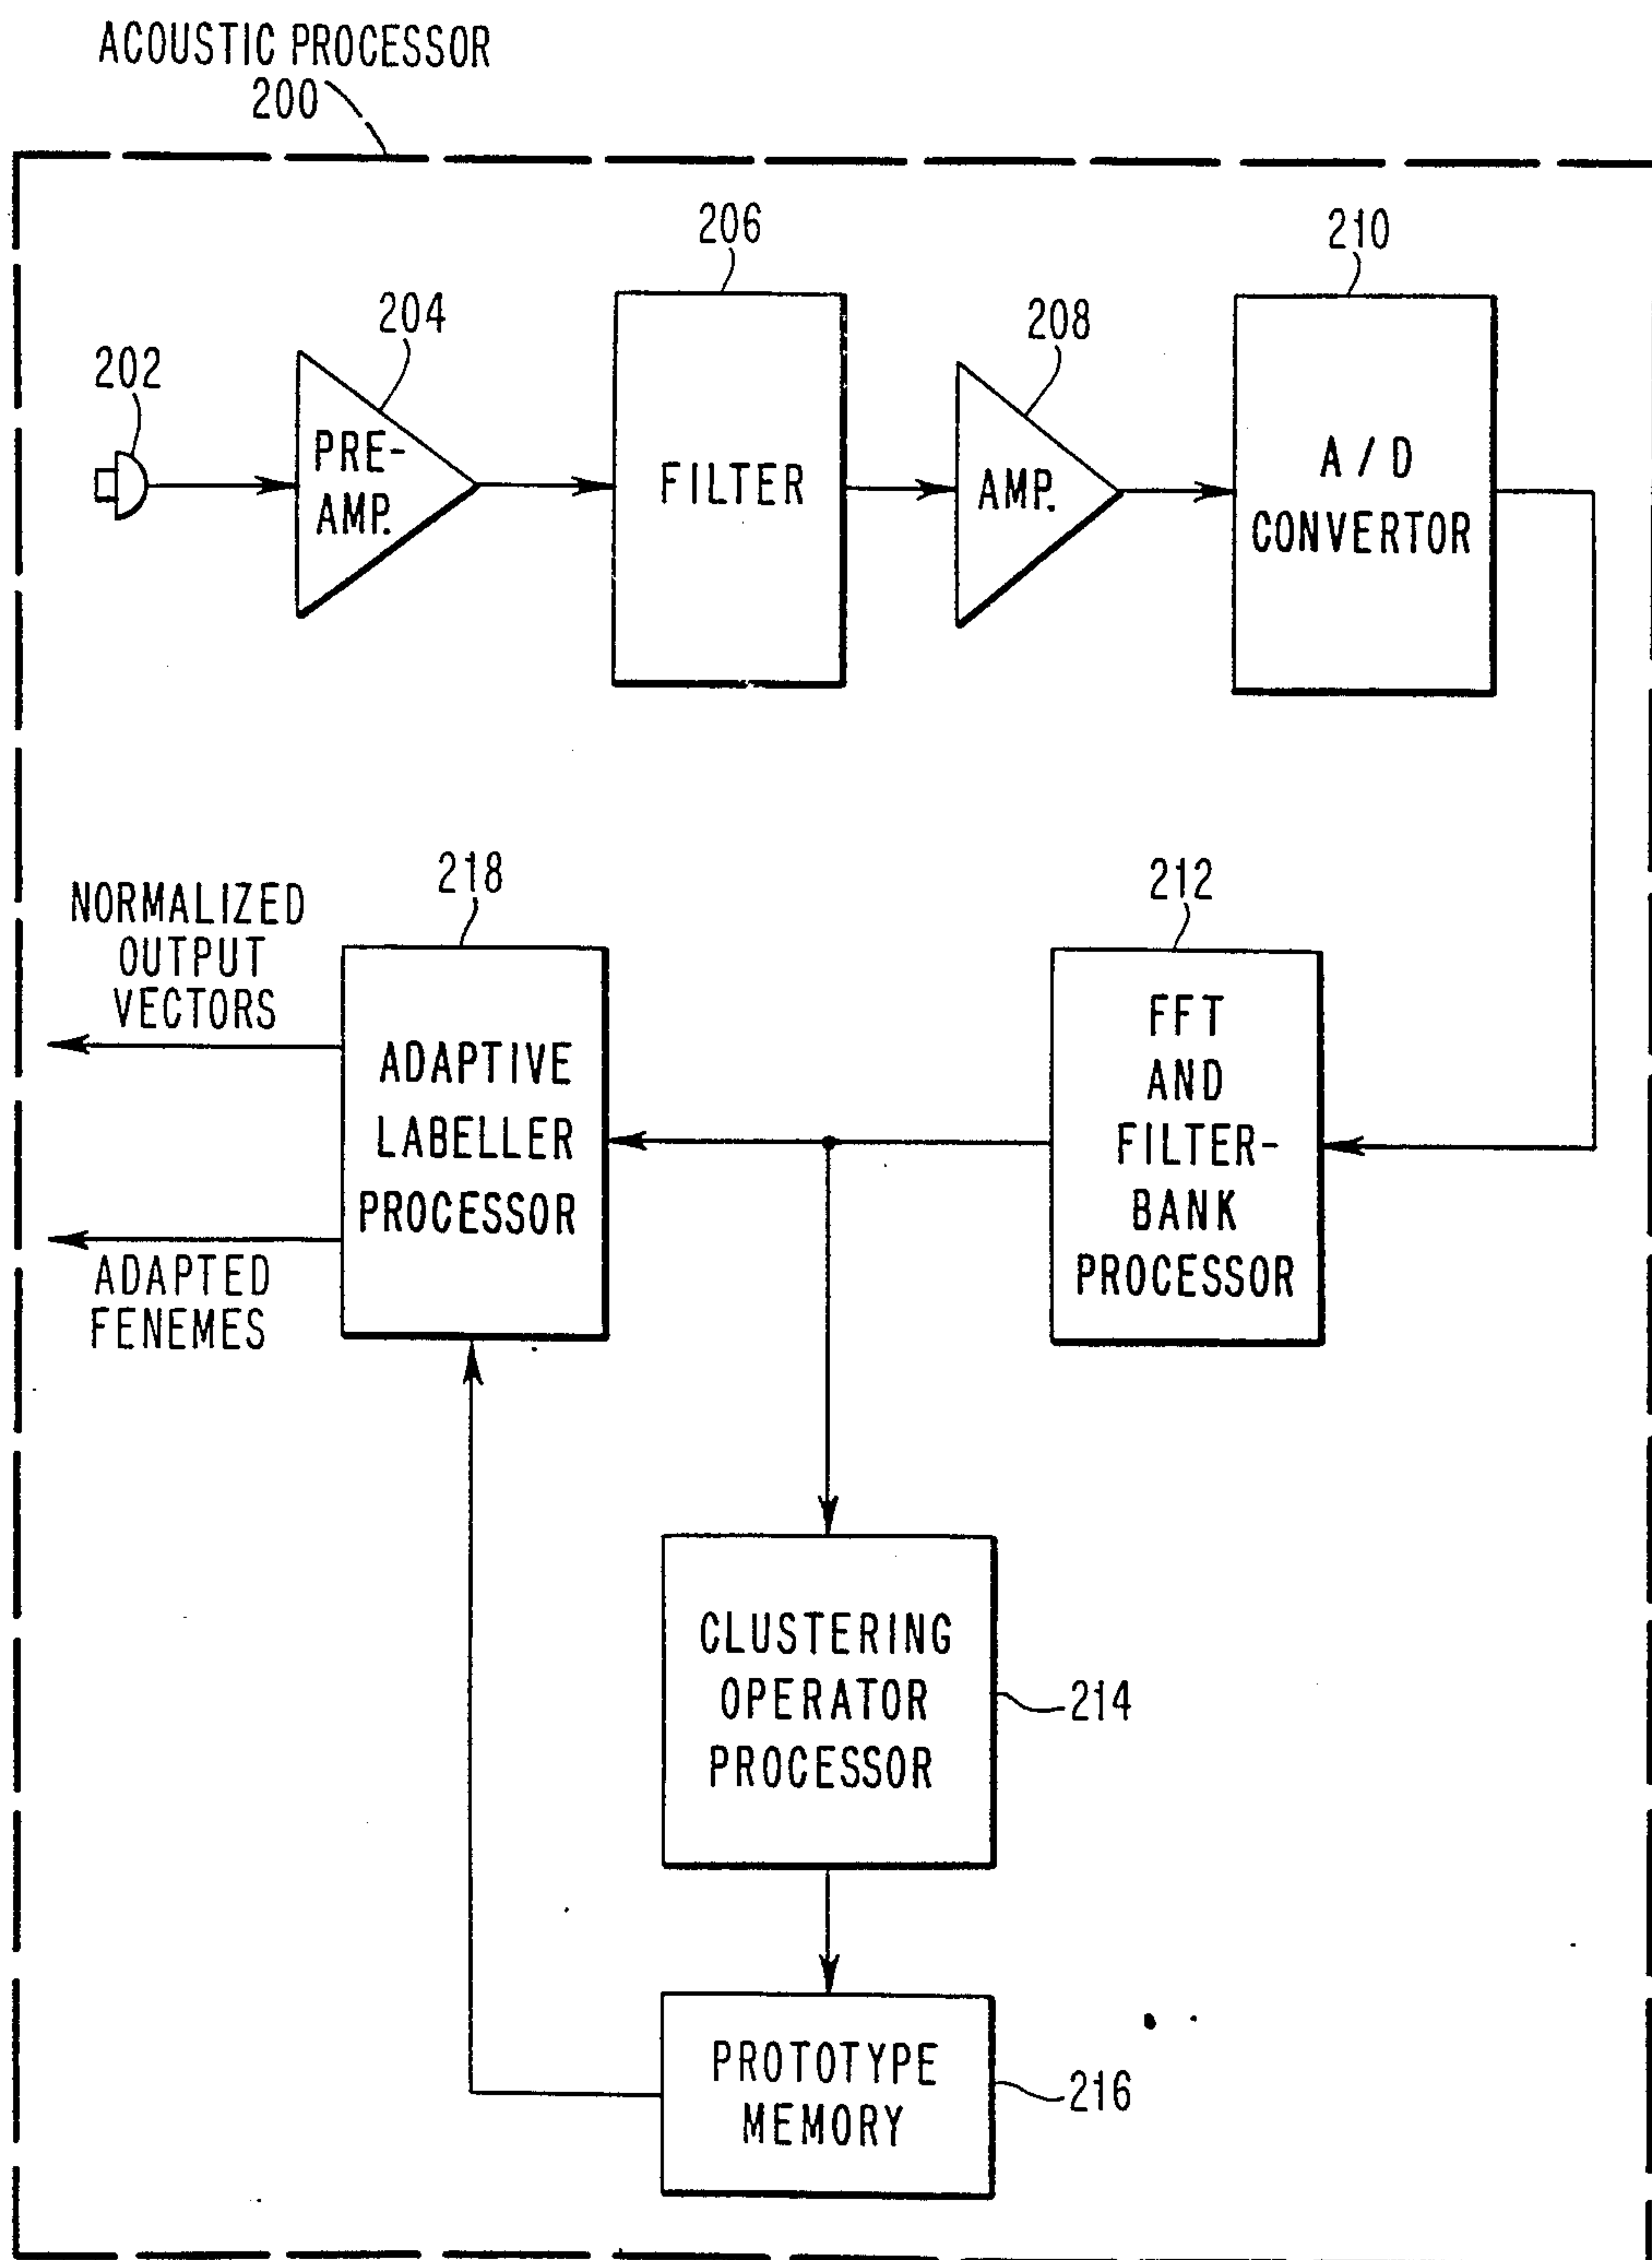 ACOUSTIC PROCESSOR
200
206
210
204
208
202
PRE-
AMP.
FILTER
AMP.
A/D
CONVERTOR
218
212
NORMALIZED
OUTPUT
VECTORS
ADAPTIVE
LABELLER
PROCESSOR
FFT
AND
FILTER-
BANK
PROCESSOR
ADAPTED
FENEMES
CLUSTERING
OPERATOR
PROCESSOR
214
PROTOTYPE
MEMORY
216